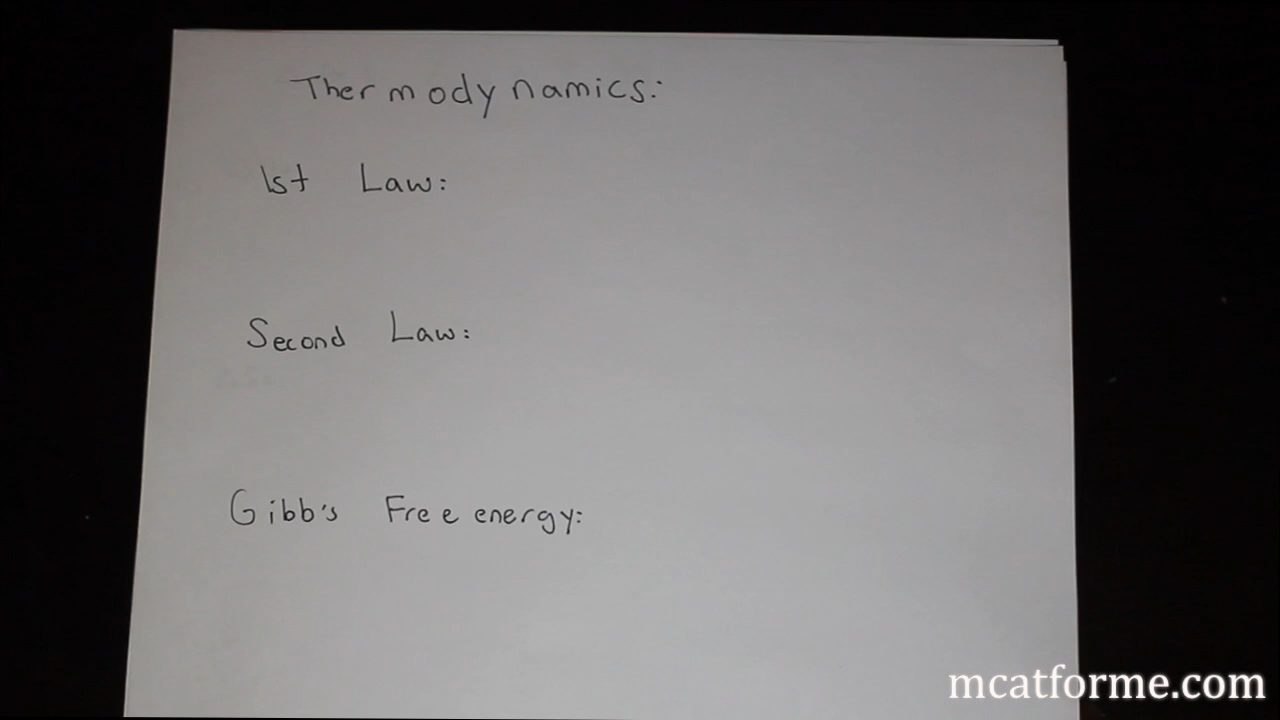 Thermodynamics:
1st Law:
Second Law:
Gibb's Free energy:
mcatforme.com